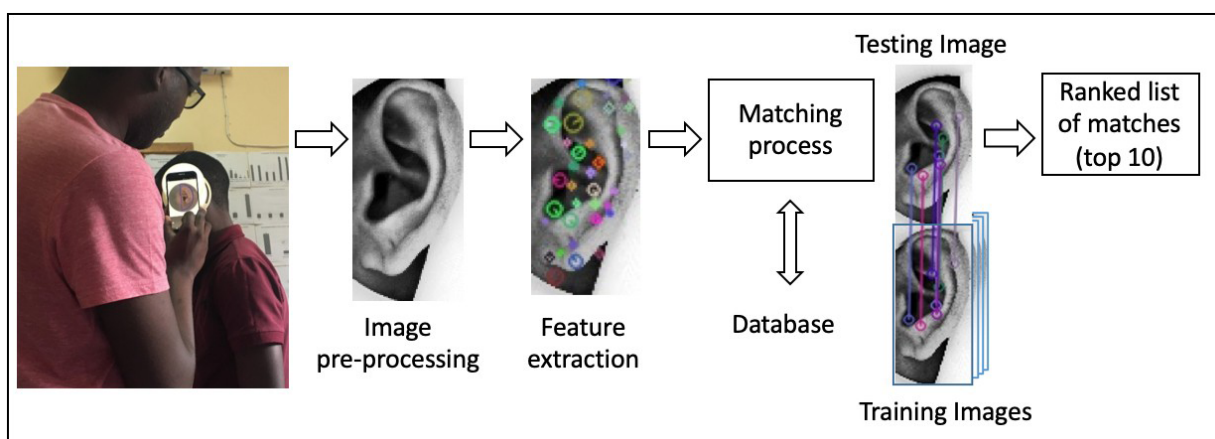 Testing Image
Image
pre-processing
Feature
extraction
Matching
process
Database
Training Images
Ranked list
of matches
(top 10)